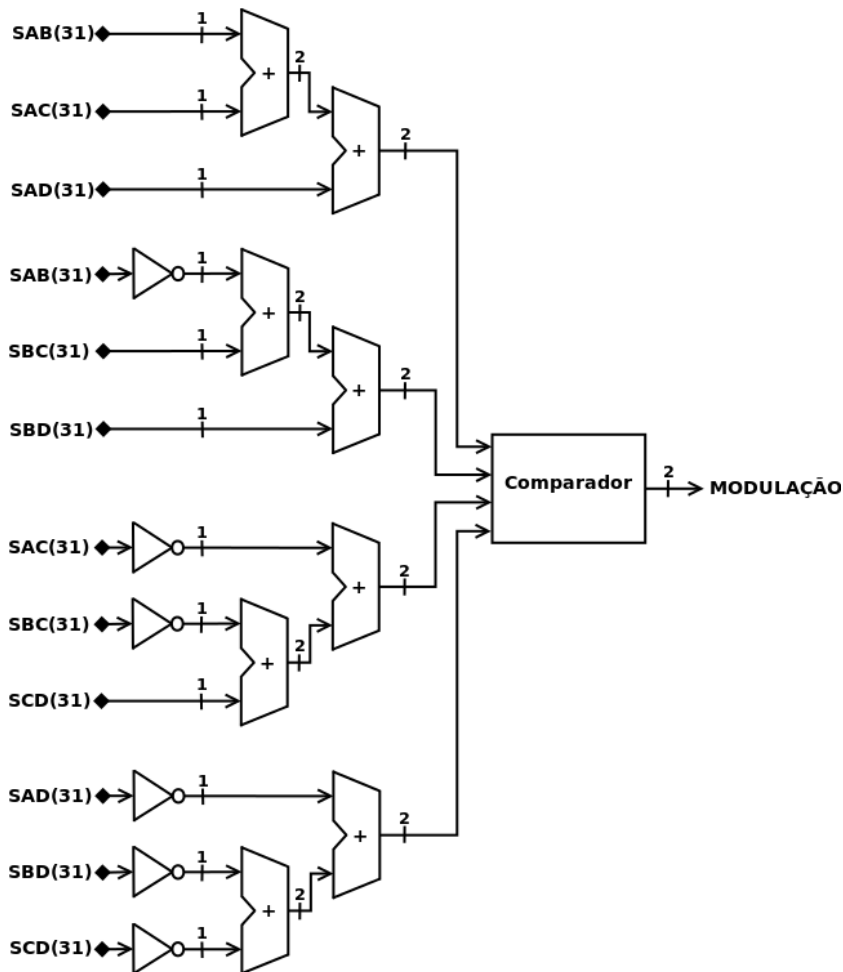 SAB(31) 1
+ 2
SAC(31) 1
+ 2
SAD(31) 1
SAB(31) 1
+ 2
SBC(31) 1
+ 2
SBD(31) 1
Comparador 2 MODULAÇÃO
SAC(31) 1
+ 2
SBC(31) 1
+ 2
SCD(31) 1
SAD(31) 1
+ 2
SBD(31) 1
+ 2
SCD(31) 1